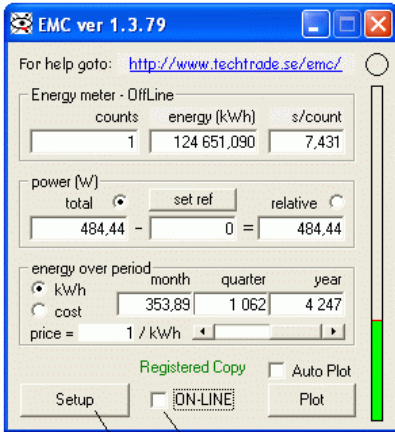 EMC ver 1.3.79
For help goto: http://www.techtrade.se/emc/
Energy meter - OffLine
counts energy (kWh) s/count
1 124 651,090 7,431
power (W)
total set ref relative
484,44 - 0 = 484,44
energy over period
month quarter year
kWh 353,89 1 062 4 247
cost
price = 1 / kWh
Registered Copy Auto Plot
Setup ON-LINE Plot